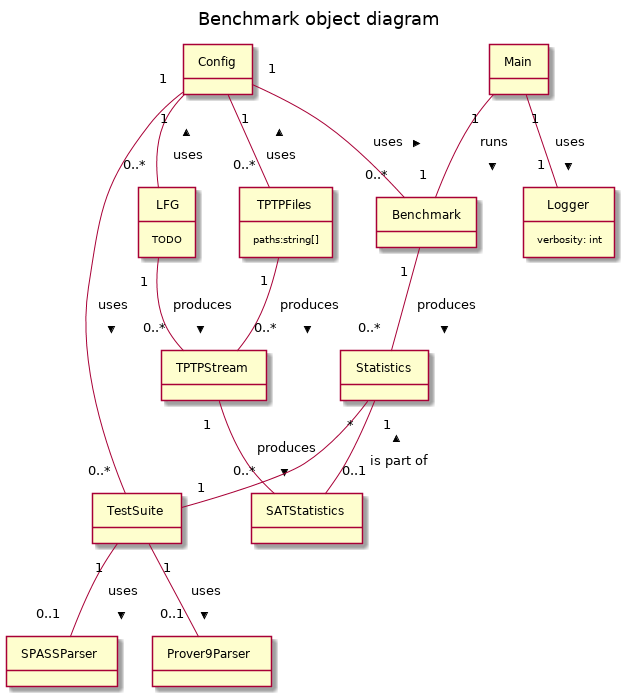 Benchmark object diagram
Config
Main
1
1
1
1
1
1
uses
uses
uses
runs
uses
0..*
0..*
0..*
1
1
LFG
TODO
TPTPFiles
paths:string[]
Benchmark
Logger
verbosity: int
1
1
1
uses
produces
produces
produces
0..*
0..*
0..*
TPTPStream
Statistics
1
*
1
produces
is part of
0..*
0..*
0..1
1
TestSuite
SATStatistics
1
1
uses
uses
0..1
0..1
SPASSParser
Prover9Parser